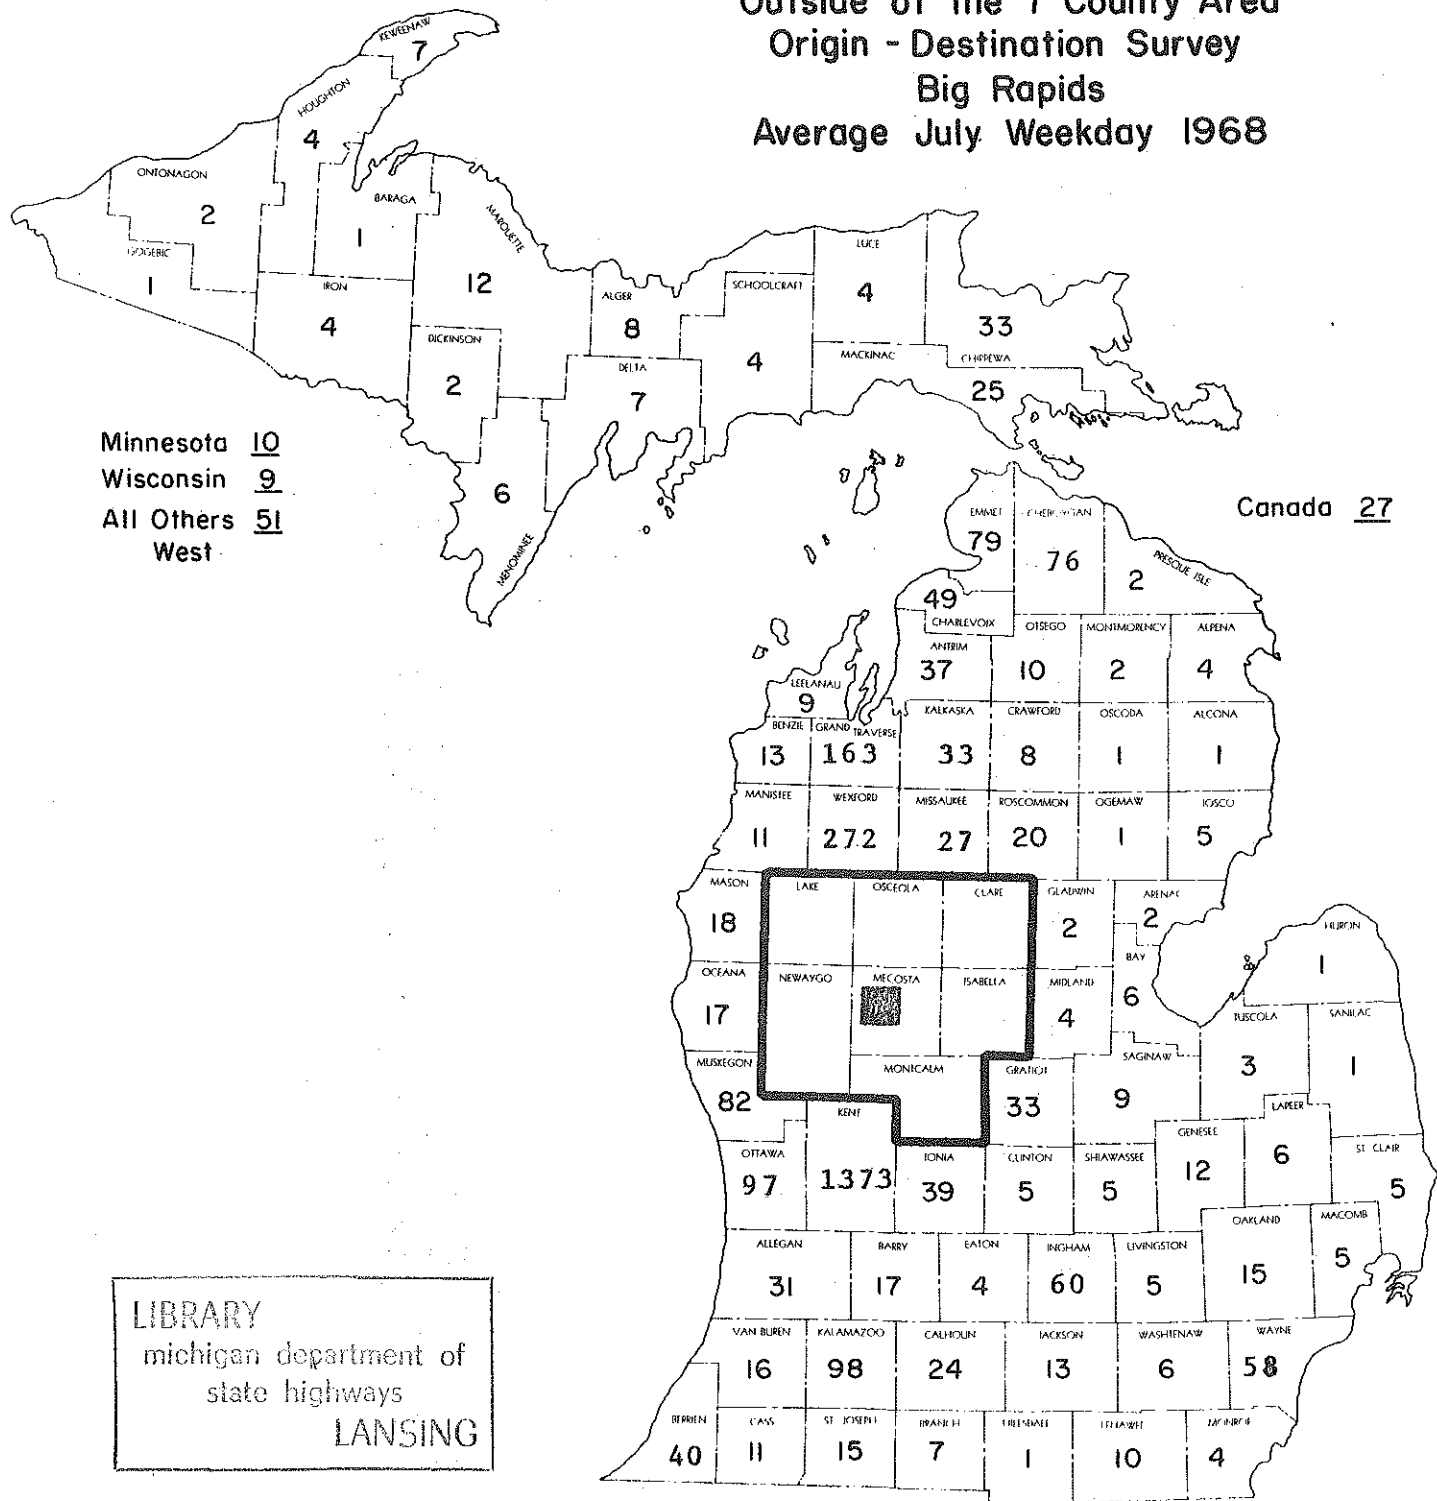 Outside of the 7 County Area
Origin - Destination Survey
Big Rapids
Average July Weekday 1968
KEWEENAW
7
HOUGHTON
4
ONTONAGON
2
BARAGA
1
GOGEBIC
1
IRON
4
MARQUETTE
12
DICKINSON
2
ALGER
8
DELTA
7
SCHOOLCRAFT
4
LUCE
4
33
CHIPPEWA
MACKINAC
25
6
MENOMINEE
Minnesota 10
Wisconsin 9
All Others 51
West
Canada 27
EMMET
79
CHEBOYGAN
76
PRESQUE ISLE
2
49
CHARLEVOIX
ANTRIM
37
OTSEGO
10
MONTMORENCY
2
ALPENA
4
LEELANAU
9
BENZIE
13
GRAND TRAVERSE
163
KALKASKA
33
CRAWFORD
8
OSCODA
1
ALCONA
1
MANISTEE
11
WEXFORD
272
MISSAUKEE
27
ROSCOMMON
20
OGEMAW
1
IOSCO
5
MASON
18
LAKE
OSCEOLA
CLARE
GLADWIN
2
ARENAC
2
OCEANA
17
NEWAYGO
MECOSTA
ISABELLA
MIDLAND
4
BAY
6
HURON
1
TUSCOLA
3
SANILAC
1
MUSKEGON
82
MONTCALM
GRATIOT
33
SAGINAW
9
KENT
1373
OTTAWA
97
IONIA
39
CLINTON
5
SHIAWASSEE
5
GENESEE
12
LAPEER
6
ST CLAIR
5
ALLEGAN
31
BARRY
17
EATON
4
INGHAM
60
LIVINGSTON
5
OAKLAND
15
MACOMB
5
VAN BUREN
16
KALAMAZOO
98
CALHOUN
24
JACKSON
13
WASHTENAW
6
WAYNE
58
BERRIEN
40
CASS
11
ST JOSEPH
15
BRANCH
7
HILLSDALE
1
LENAWEE
10
MONROE
4
LIBRARY
michigan department of
state highways
LANSING